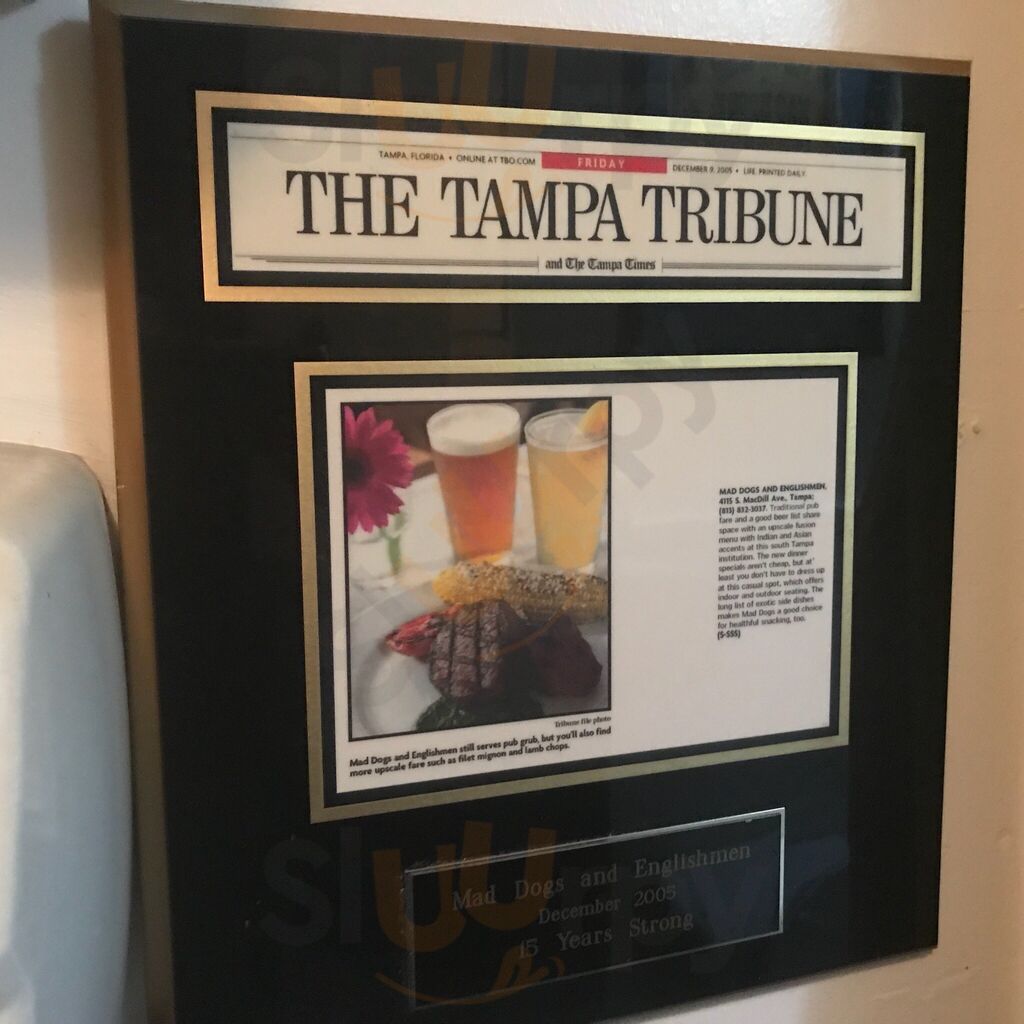 TAMPA, FLORIDA • ONLINE AT TBO.COM FRIDAY DECEMBER 9, 2005 • LIFE. PRINTED DAILY.
THE TAMPA TRIBUNE
and The Tampa Times
MAD DOGS AND ENGLISHMEN,
4115 S. MacDill Ave., Tampa;
(813) 832-3037. Traditional pub
fare and a good beer list share
space with an upscale fusion
menu with Indian and Asian
accents at this south Tampa
institution. The new dinner
specials aren't cheap, but at
least you don't have to dress up
at this casual spot, which offers
indoor and outdoor seating. The
long list of exotic side dishes
makes Mad Dogs a good choice
for healthful snacking, too.
($-$$$)
Tribune file photo
Mad Dogs and Englishmen still serves pub grub, but you'll also find
more upscale fare such as filet mignon and lamb chops.
Mad Dogs and Englishmen
December 2005
15 Years Strong
sluurpy